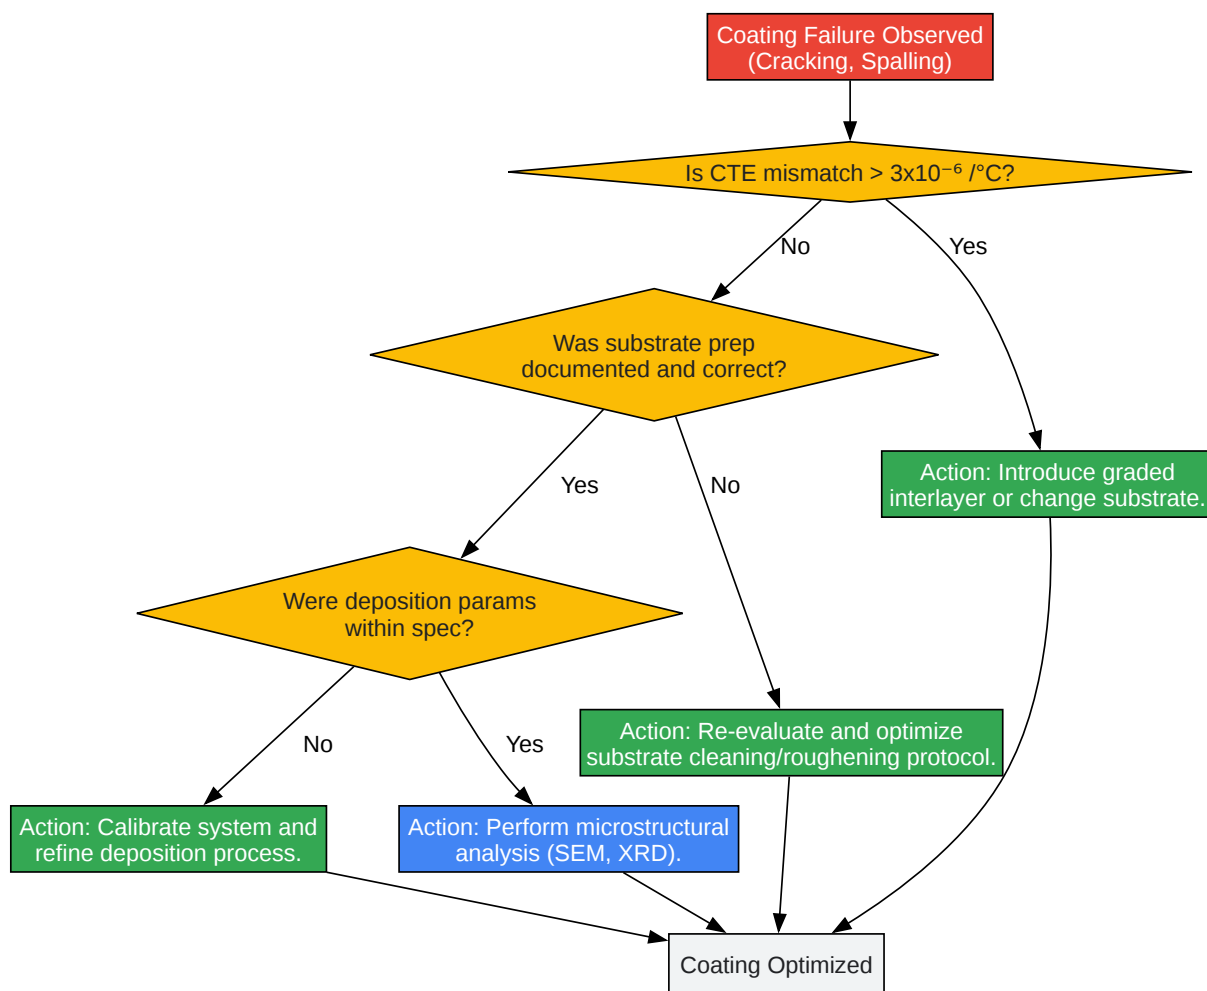 Coating Failure Observed
(Cracking, Spalling)
Is CTE mismatch > 3x10⁻⁶ /°C?
No
Yes
Was substrate prep
documented and correct?
Yes
No
Action: Introduce graded
interlayer or change substrate.
Were deposition params
within spec?
No
Yes
Action: Re-evaluate and optimize
substrate cleaning/roughening protocol.
Action: Calibrate system and
refine deposition process.
Action: Perform microstructural
analysis (SEM, XRD).
Coating Optimized